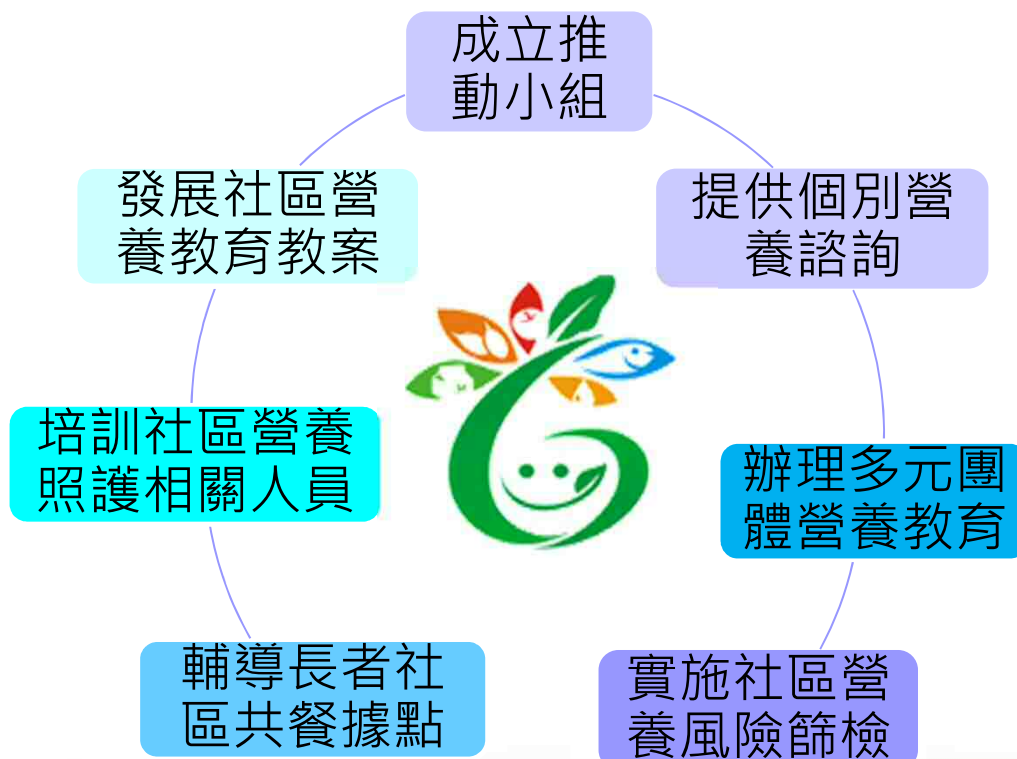 成立推
動小組
提供個別營
養諮詢
辦理多元團
體營養教育
實施社區營
養風險篩檢
輔導長者社
區共餐據點
培訓社區營養
照護相關人員
發展社區營
養教育教案